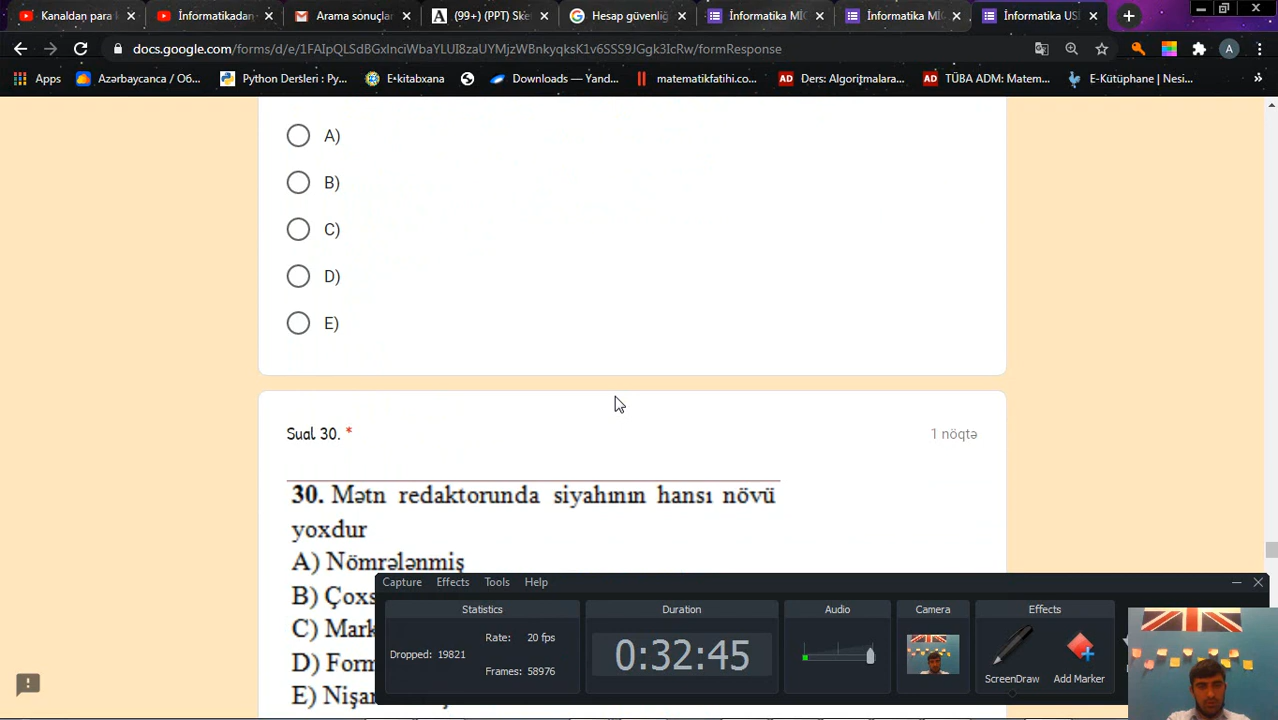 Kanaldan para
İnformatikadan
Arama sonuçlar
(99+) (PPT) Ske
Hesap güvenliğ
İnformatika Mİ
İnformatika Mİ
İnformatika US
docs.google.com/forms/d/e/
/formResponse
A
Apps
Azərbaycanca / Об...
Python Dersleri : Py...
E-kitabxana
Downloads — Yand...
matematikfathi.co...
Ders: Algoritmalara...
TÜBA ADM: Matem...
E-Kütüphane | Nesi...
»
A)
B)
C)
D)
E)
Sual 30. *
1 nöqtə
30. Mətn redaktorunda siyahının hansı növü
yoxdur
A) Nömrələnmiş
B) Çoxs
C) Mark
D) Form
E) Nişan
Capture Effects Tools Help
Statistics
Rate: 20 fps
Dropped: 19821
Frames: 58976
Duration
0:32:45
Audio
Camera
Effects
ScreenDraw
Add Marker